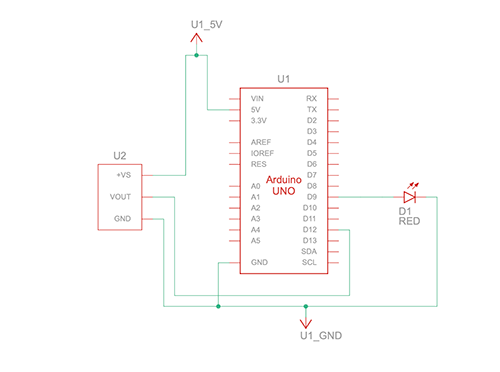 U1_5V
U1
VIN RX
5V TX
3.3V D2
D3
AREF D4
IOREF D5
RES D6
D7
Arduino
UNO
A0 D8
A1 D9
A2 D10
A3 D11
A4 D12
A5 D13
SDA
GND SCL
U2
+VS
VOUT
GND
D1
RED
U1_GND